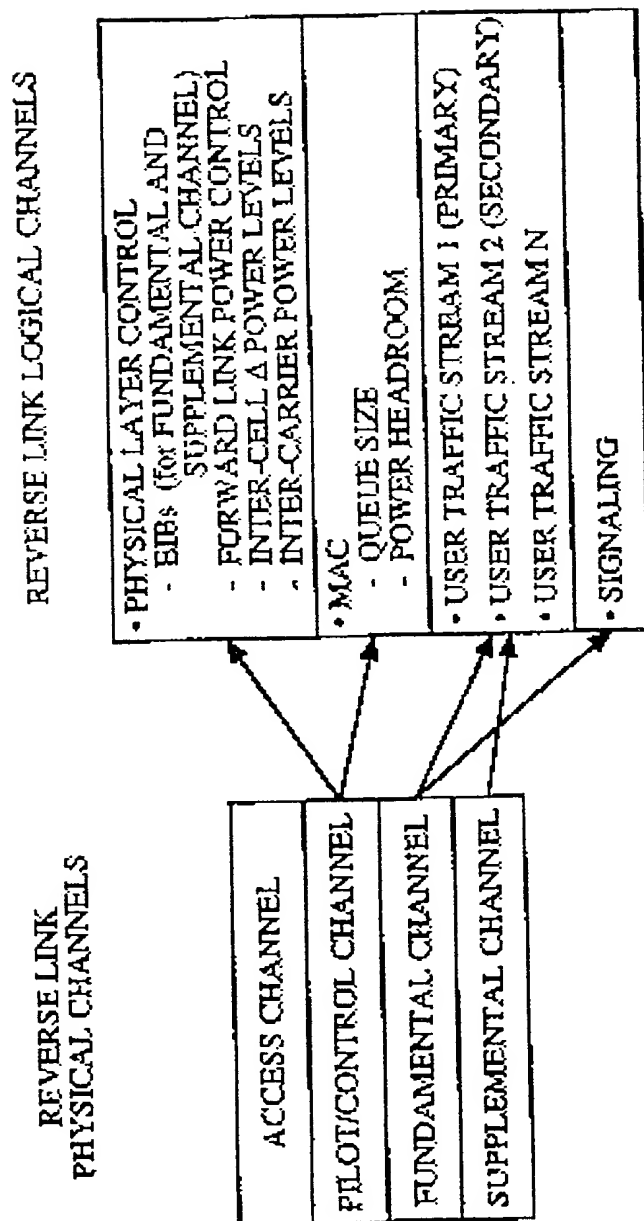 REVERSE LINK
PHYSICAL CHANNELS
ACCESS CHANNEL
PILOT/CONTROL CHANNEL
FUNDAMENTAL CHANNEL
SUPPLEMENTAL CHANNEL
REVERSE LINK LOGICAL CHANNELS
• PHYSICAL LAYER CONTROL
- EIBs (for FUNDAMENTAL AND
SUPPLEMENTAL CHANNEL)
- FORWARD LINK POWER CONTROL
- INTER-CELL Δ POWER LEVELS
- INTER-CARRIER POWER LEVELS
• MAC
- QUEUE SIZE
- POWER HEADROOM
• USER TRAFFIC STREAM 1 (PRIMARY)
• USER TRAFFIC STREAM 2 (SECONDARY)
• USER TRAFFIC STREAM N
• SIGNALING